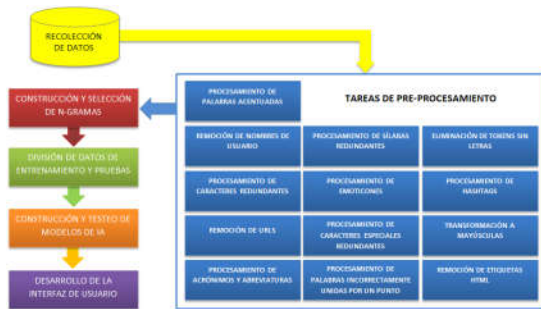 RECOLECCIÓN
DE DATOS
PROCESAMIENTO DE
PALABRAS ACENTUADAS
TAREAS DE PRE-PROCESAMIENTO
CONSTRUCCIÓN Y SELECCIÓN
DE N-GRAMAS
REMOCIÓN DE NOMBRES DE
USUARIO
PROCESAMIENTO DE SÍLABAS
REDUNDANTES
ELIMINACIÓN DE TOKENS SIN
LETRAS
DIVISIÓN DE DATOS DE
ENTRENAMIENTO Y PRUEBAS
PROCESAMIENTO DE
CARACTERES REDUNDANTES
PROCESAMIENTO DE
EMOTICONES
PROCESAMIENTO DE
HASHTAGS
CONSTRUCCIÓN Y TESTEO DE
MODELOS DE IA
REMOCIÓN DE URLS
PROCESAMIENTO DE
CARACTERES ESPECIALES
REDUNDANTES
TRANSFORMACIÓN A
MAYÚSCULAS
DESARROLLO DE LA
INTERFAZ DE USUARIO
PROCESAMIENTO DE
ACRÓNIMOS Y ABREVIATURAS
PROCESAMIENTO DE
PALABRAS INCORRECTAMENTE
UNIDAS POR UN PUNTO
REMOCIÓN DE ETIQUETAS
HTML